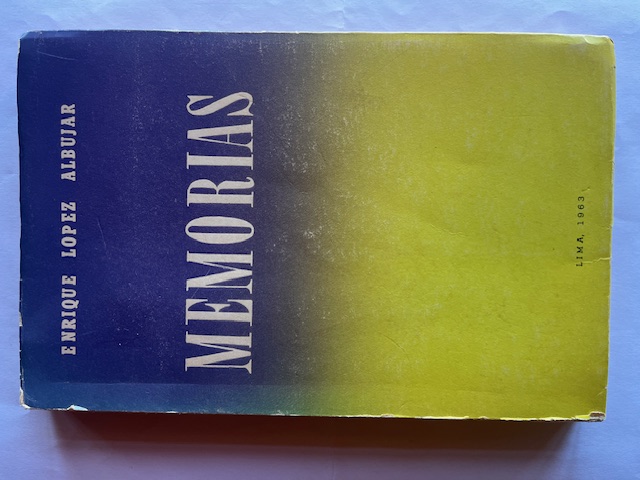 ENRIQUE LOPEZ ALBUJAR
MEMORIAS
LIMA, 1963